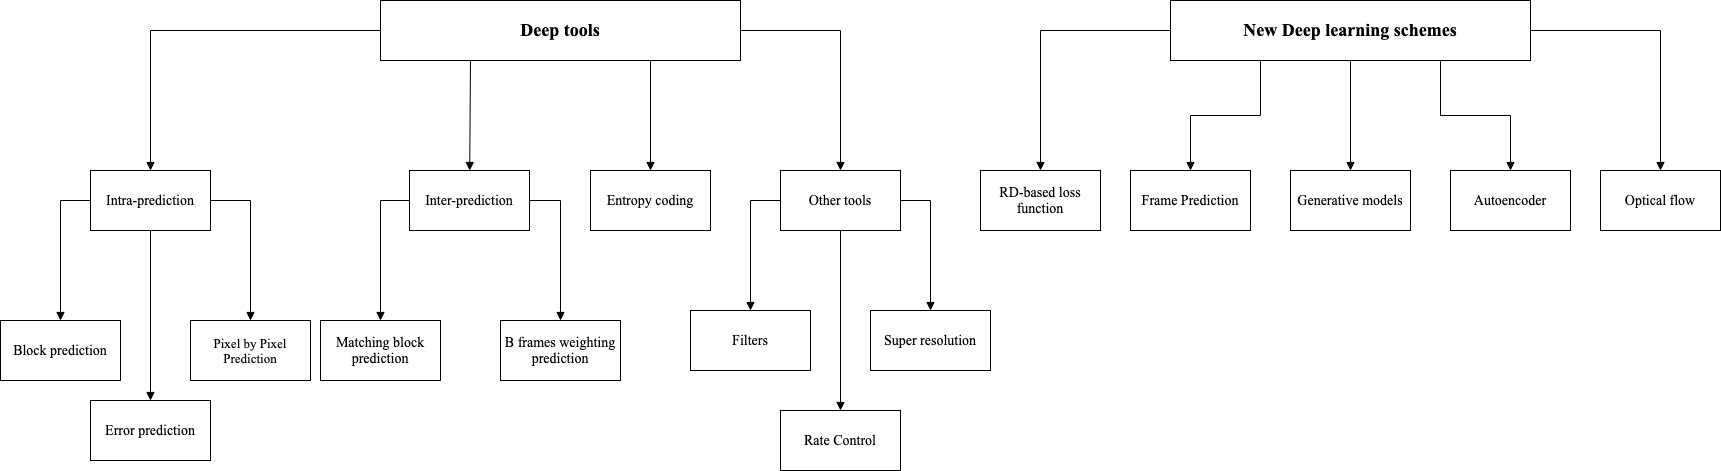 Deep tools
New Deep learning schemes
Intra-prediction
Inter-prediction
Entropy coding
Other tools
RD-based loss
function
Frame Prediction
Generative models
Autoencoder
Optical flow
Block prediction
Pixel by Pixel
Prediction
Matching block
prediction
B frames weighting
prediction
Filters
Super resolution
Error prediction
Rate Control